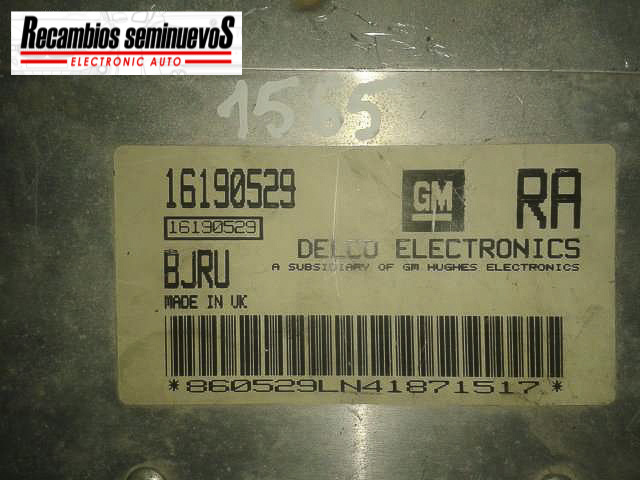 Recambios seminuevoS
ELECTRONIC AUTO
1565
16190529
16190529
GM
RA
DELCO ELECTRONICS
A SUBSIDIARY OF GM HUGHES ELECTRONICS
BJRU
MADE IN UK
*860529LN41871517*